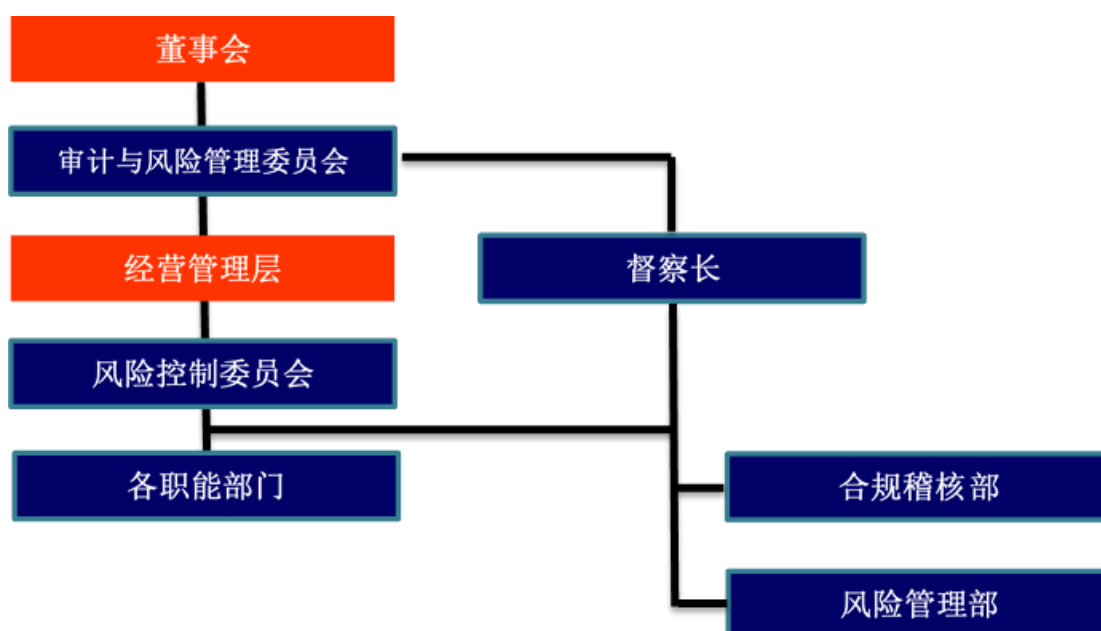 董事会
审计与风险管理委员会
经营管理层
督察长
风险控制委员会
各职能部门
合规稽核部
风险管理部